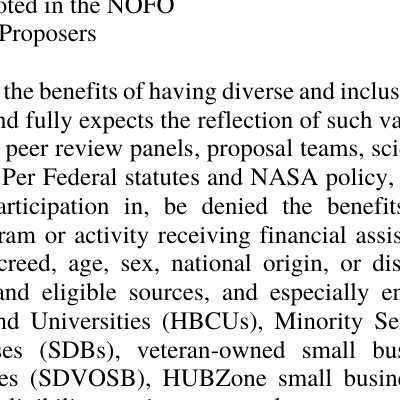 oted in the NOFO
Proposers
the benefits of having diverse and inclus
nd fully expects the reflection of such va
peer review panels, proposal teams, sci
Per Federal statutes and NASA policy,
articipation in, be denied the benefits
ram or activity receiving financial assis
creed, age, sex, national origin, or dis
and eligible sources, and especially en
nd Universities (HBCUs), Minority Se
ses (SDBs), veteran-owned small bus
es (SDVOSB), HUBZone small busin